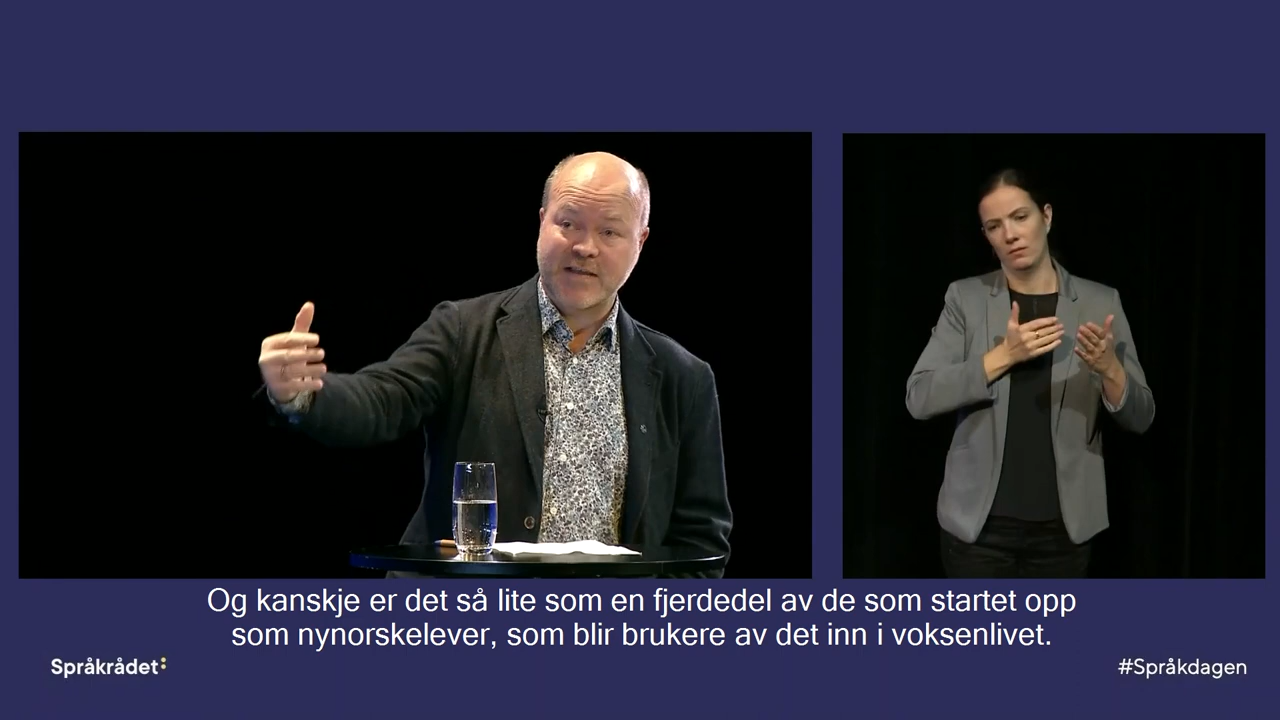 Og kanskje er det så lite som en fjerdedel av de som startet opp
som nynorskelever, som blir brukere av det inn i voksenlivet.
Språkrådet:
#Språkdagen